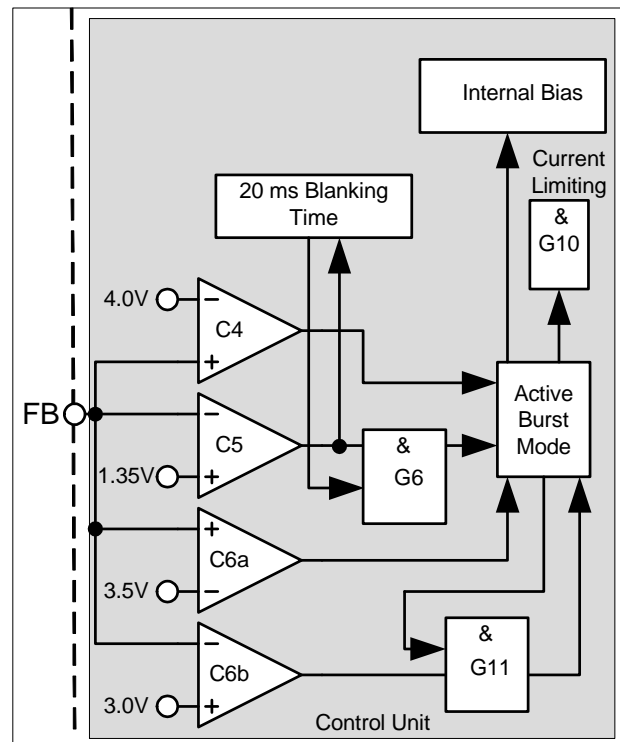 Internal Bias
Current
Limiting
20 ms Blanking
Time
&
G10
4.0V
−
C4
+
FB
−
C5
1.35V
+
&
G6
Active
Burst
Mode
+
C6a
3.5V
−
−
C6b
3.0V
+
&
G11
Control Unit